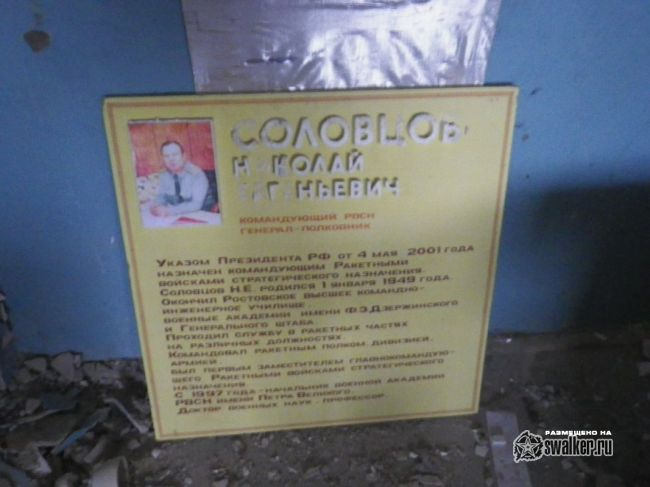 СОЛОВЦОВ
НИКОЛАЙ
ЕВГЕНЬЕВИЧ
КОМАНДУЮЩИЙ РВСН
ГЕНЕРАЛ-ПОЛКОВНИК
УКАЗОМ ПРЕЗИДЕНТА РФ ОТ 4 МАЯ 2001 ГОДА
НАЗНАЧЕН КОМАНДУЮЩИМ РАКЕТНЫМИ
ВОЙСКАМИ СТРАТЕГИЧЕСКОГО НАЗНАЧЕНИЯ.
СОЛОВЦОВ Н.Е. РОДИЛСЯ 1 ЯНВАРЯ 1949 ГОДА.
ОКОНЧИЛ РОСТОВСКОЕ ВЫСШЕЕ КОМАНДНО-
ИНЖЕНЕРНОЕ УЧИЛИЩЕ,
ВОЕННЫЕ АКАДЕМИИ ИМЕНИ Ф.Э.ДЗЕРЖИНСКОГО
И ГЕНЕРАЛЬНОГО ШТАБА.
ПРОХОДИЛ СЛУЖБУ В РАКЕТНЫХ ЧАСТЯХ
НА РАЗЛИЧНЫХ ДОЛЖНОСТЯХ.
КОМАНДОВАЛ РАКЕТНЫМ ПОЛКОМ, ДИВИЗИЕЙ,
АРМИЕЙ,
БЫЛ ПЕРВЫМ ЗАМЕСТИТЕЛЕМ ГЛАВНОКОМАНДУЮ-
ЩЕГО РАКЕТНЫМИ ВОЙСКАМИ СТРАТЕГИЧЕСКОГО
НАЗНАЧЕНИЯ.
С 1997 ГОДА - НАЧАЛЬНИК ВОЕННОЙ АКАДЕМИИ
РВСН ИМЕНИ ПЕТРА ВЕЛИКОГО.
ДОКТОР ВОЕННЫХ НАУК, ПРОФЕССОР.
РАЗМЕЩЕНО НА
swalker.ru